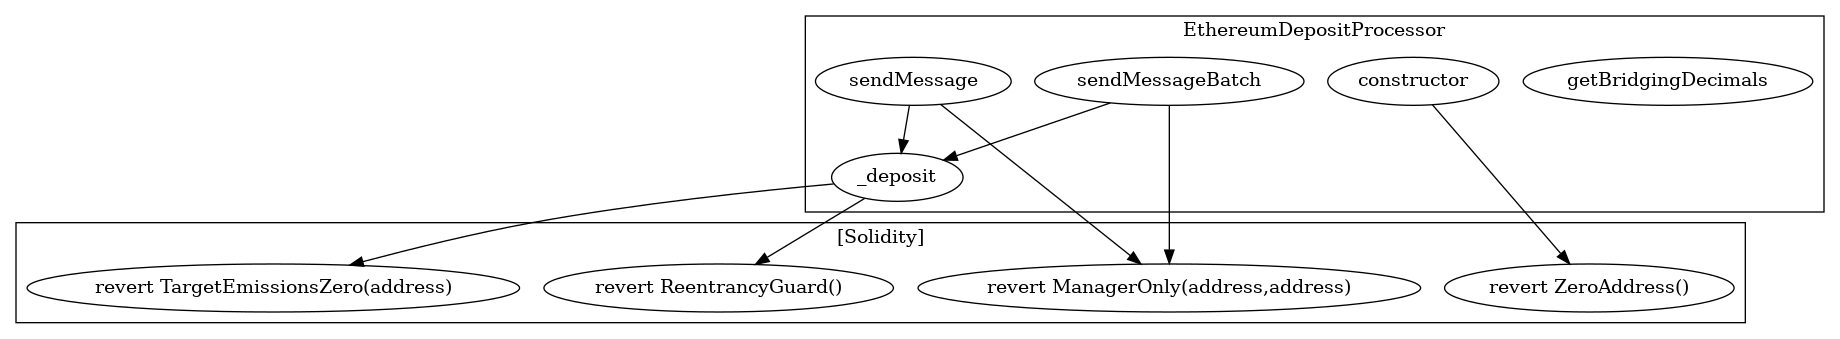 EthereumDepositProcessor
sendMessage
sendMessageBatch
constructor
getBridgingDecimals
_deposit
[Solidity]
revert TargetEmissionsZero(address)
revert ReentrancyGuard()
revert ManagerOnly(address,address)
revert ZeroAddress()